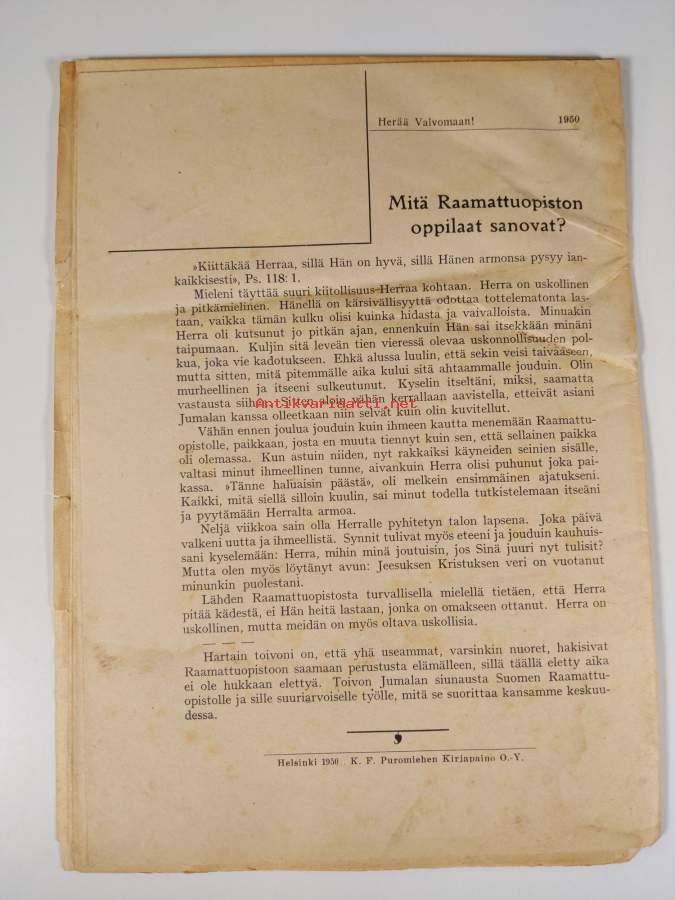 Herää Valvomaan! 1950
Mitä Raamattuopiston
oppilaat sanovat?
»Kiittäkää Herraa, sillä Hän on hyvä, sillä Hänen armonsa pysyy ian-
kaikkisesti», Ps. 118: 1.
Mieleni täyttää suuri kiitollisuus Herraa kohtaan. Herra on uskollinen
ja pitkämielinen. Hänellä on kärsivällisyyttä odottaa tottelematonta las-
taan, vaikka tämän kulku olisi kuinka hidasta ja vaivalloista. Minuakin
Herra oli kutsunut jo pitkän ajan, ennenkuin Hän sai itsekkään minäni
taipumaan. Kuljin sitä leveän tien vieressä olevaa uskonnollisuuden pol-
kua, joka vie kadotukseen. Ehkä alussa luulin, että sekin veisi taivaaseen,
mutta sitten, mitä pitemmälle aika kului sitä ahtaammalle jouduin. Olin
murheellinen ja itseeni sulkeutunut. Kyselin itseltäni, miksi, saamatta
vastausta siihen. Sitten aloin vähän kerrallaan aavistella, etteivät asiani
Antikvariaatti.net
Jumalan kanssa olleetkaan niin selvät kuin olin kuvitellut.
Vähän ennen joulua jouduin kuin ihmeen kautta menemään Raamattu-
opistolle, paikkaan, josta en muuta tiennyt kuin sen, että sellainen paikka
oli olemassa. Kun astuin niiden, nyt rakkaiksi käyneiden seinien sisälle,
valtasi minut ihmeellinen tunne, aivankuin Herra olisi puhunut joka pai-
kassa. »Tänne haluaisin päästä», oli melkein ensimmäinen ajatukseni.
Kaikki, mitä siellä silloin kuulin, sai minut todella tutkistelemaan itseäni
ja pyytämään Herralta armoa.
Neljä viikkoa sain olla Herralle pyhitetyn talon lapsena. Joka päivä
valkeni uutta ja ihmeellistä. Synnit tulivat myös eteeni ja jouduin kauhuis-
sani kyselemään: Herra, mihin minä joutuisin, jos Sinä juuri nyt tulisit?
Mutta olen myös löytänyt avun: Jeesuksen Kristuksen veri on vuotanut
minunkin puolestani.
Lähden Raamattuopistosta turvallisella mielellä tietäen, että Herra
pitää kädestä, ei Hän heitä lastaan, jonka on omakseen ottanut. Herra on
uskollinen, mutta meidän on myös oltava uskollisia.
— — —
Hartain toivoni on, että yhä useammat, varsinkin nuoret, hakisivat
Raamattuopistoon saamaan perustusta elämälleen, sillä täällä eletty aika
ei ole hukkaan elettyä. Toivon Jumalan siunausta Suomen Raamattu-
opistolle ja sille suuriarvoiselle työlle, mitä se suorittaa kansamme keskuu-
dessa.
Helsinki 1950 K. F. Puromiehen Kirjapaino O.-Y.